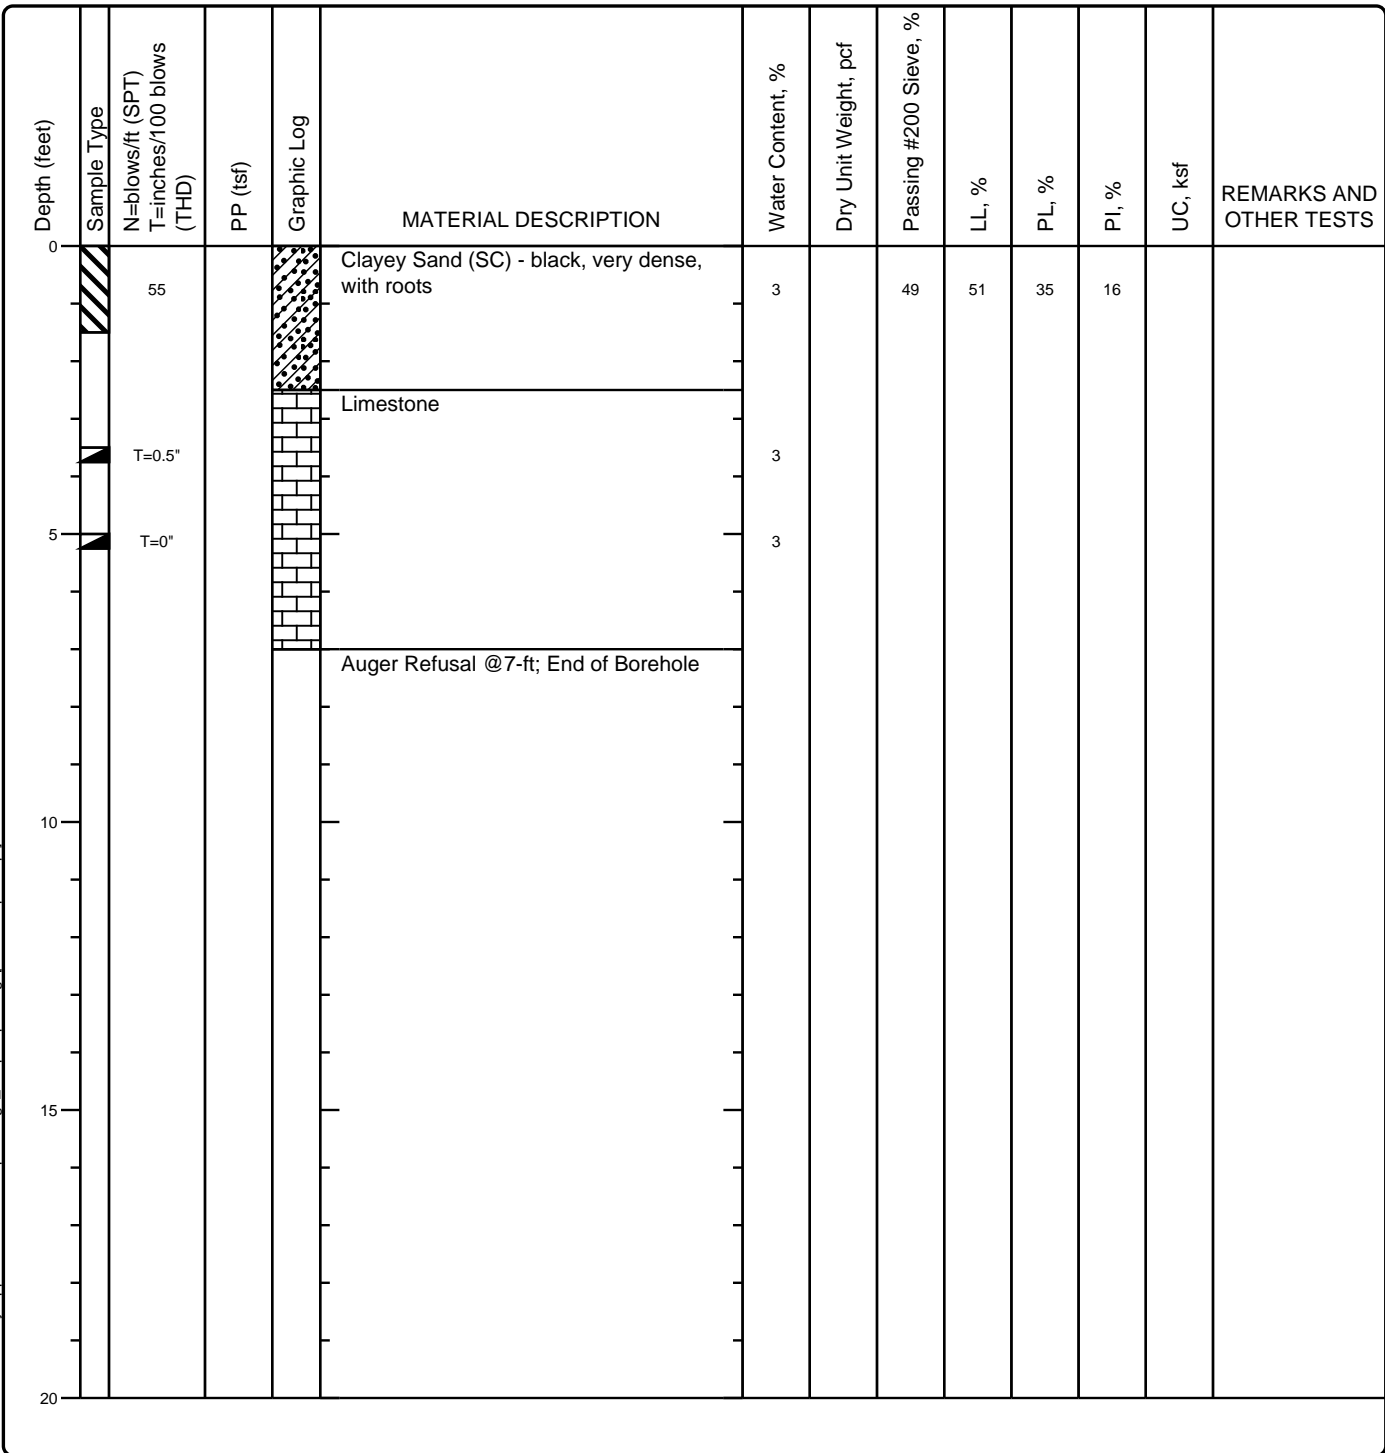 Depth (feet)
Sample Type
N=blows/ft (SPT)
T=inches/100 blows
(THD)
PP (tsf)
Graphic Log
MATERIAL DESCRIPTION
Water Content, %
Dry Unit Weight, pcf
Passing #200 Sieve, %
LL, %
PL, %
PI, %
UC, ksf
REMARKS AND
OTHER TESTS
0
Clayey Sand (SC) - black, very dense,
with roots
55
3
49
51
35
16
Limestone
T=0.5"
3
5
T=0"
3
Auger Refusal @7-ft; End of Borehole
10
15
20